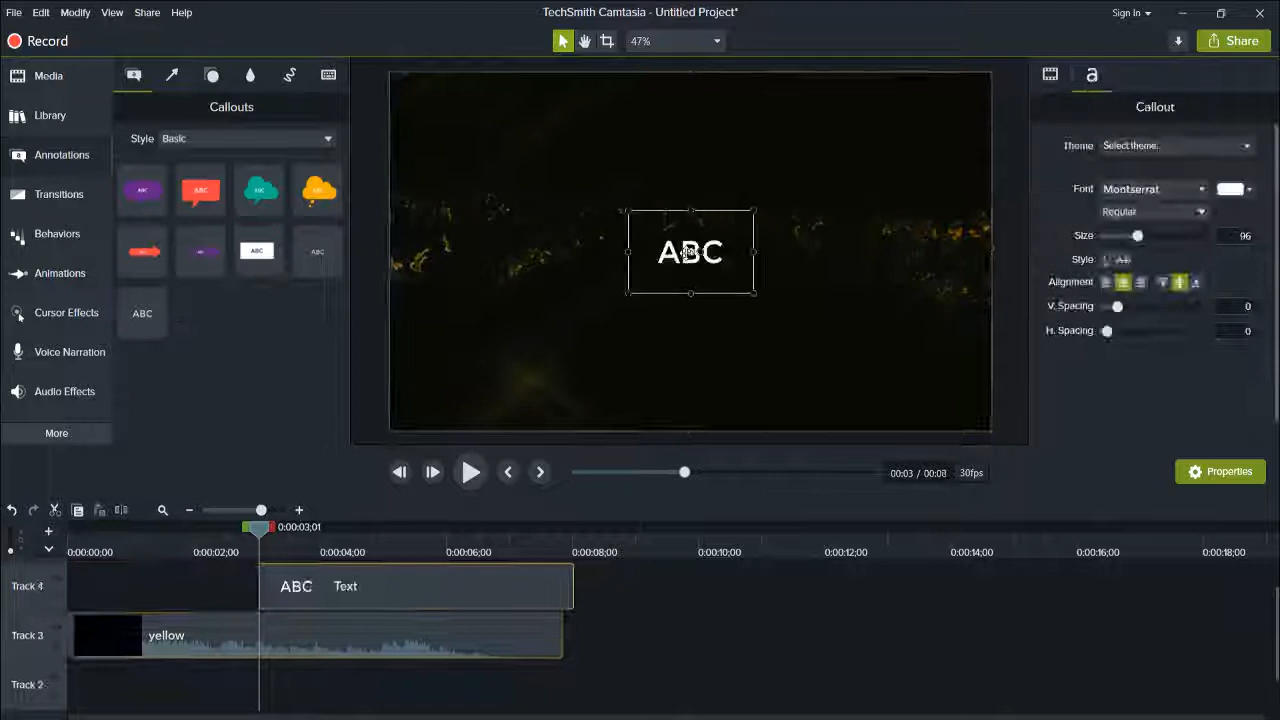 File Edit Modify View Share Help TechSmith Camtasia - Untitled Project* Sign In
Record 47% Share
Media
Library
Annotations
Transitions
Behaviors
Animations
Cursor Effects
Voice Narration
Audio Effects
More
Callouts
Style Basic
ABC ABC ABC ABC
ABC ABC
ABC
ABC
a
Callout
Theme Select theme..
Font Montserrat
Regular
Size 96
Style
Alignment
V. Spacing 0
H. Spacing 0
00:03 / 00:08 30fps
Properties
0:00:03;01
0:00:00;00 0:00:02;00 0:00:04;00 0:00:06;00 0:00:08;00 0:00:10;00 0:00:12;00 0:00:14;00 0:00:16;00 0:00:18;00
Track 4 ABC Text
Track 3 yellow
Track 2